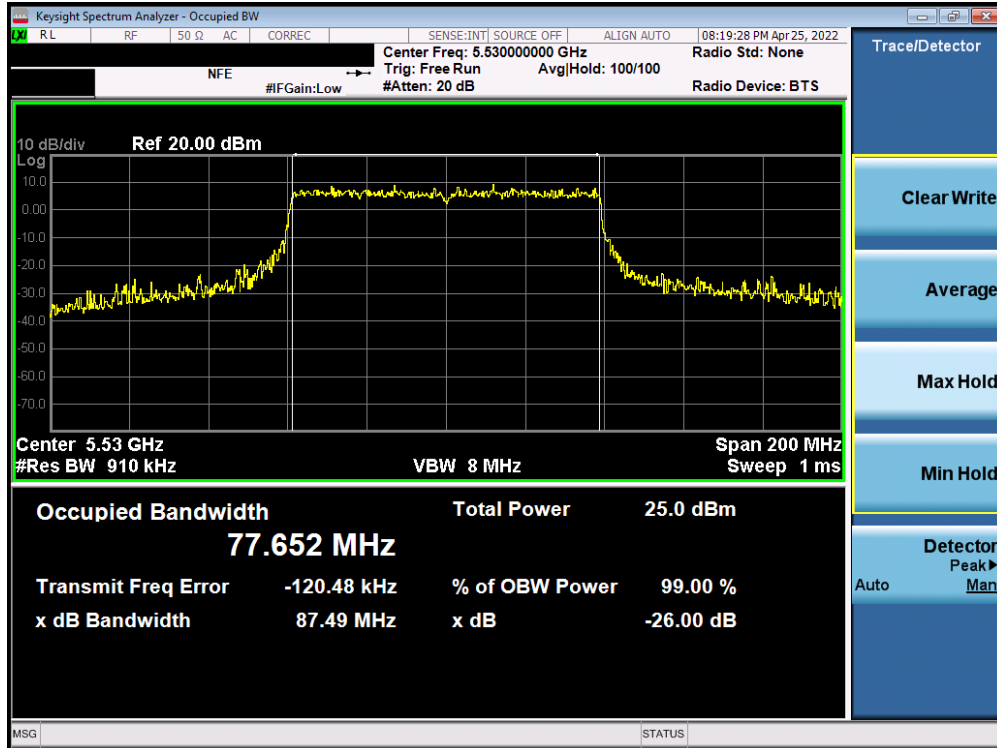 Keysight Spectrum Analyzer - Occupied BW
LXI RL RF 50 Ω AC CORREC SENSE:INT SOURCE OFF ALIGN AUTO 08:19:28 PM Apr 25, 2022
Center Freq: 5.530000000 GHz Radio Std: None
NFE Trig: Free Run Avg|Hold: 100/100
#IFGain:Low #Atten: 20 dB Radio Device: BTS
Trace/Detector
10 dB/div Ref 20.00 dBm
Log
10.0
0.00
-10.0
-20.0
-30.0
-40.0
-50.0
-60.0
-70.0
Center 5.53 GHz Span 200 MHz
#Res BW 910 kHz VBW 8 MHz Sweep 1 ms
Occupied Bandwidth Total Power 25.0 dBm
77.652 MHz
Transmit Freq Error -120.48 kHz % of OBW Power 99.00 %
x dB Bandwidth 87.49 MHz x dB -26.00 dB
Clear Write
Average
Max Hold
Min Hold
Detector
Peak▶
Auto Man
MSG STATUS